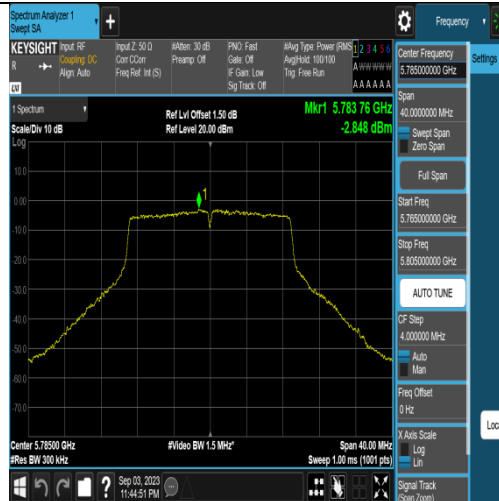 Spectrum Analyzer 1
Swept SA
Frequency
KEYSIGHT
R
Input: RF
Coupling: DC
Align: Auto
Input Z: 50 Ω
Corr CCorr
Freq Ref: Int (S)
#Atten: 30 dB
Preamp: Off
PNO: Fast
Gate: Off
IF Gain: Low
Sig Track: Off
#Avg Type: Power (RMS
Avg|Hold: 100/100
Trig: Free Run
1 2 3 4 5 6
A W W W W W
A A A A A A
LXI
1 Spectrum
Scale/Div 10 dB
Ref Lvl Offset 1.50 dB
Ref Level 20.00 dBm
Mkr1 5.783 76 GHz
-2.848 dBm
Log
10.0
0.00
-10.0
-20.0
-30.0
-40.0
-50.0
-60.0
-70.0
1
Center 5.78500 GHz
#Res BW 300 kHz
#Video BW 1.5 MHz*
Span 40.00 MHz
Sweep 1.00 ms (1001 pts)
Sep 03, 2023
11:44:51 PM
Center Frequency
5.785000000 GHz
Settings
Span
40.0000000 MHz
Swept Span
Zero Span
Full Span
Start Freq
5.765000000 GHz
Stop Freq
5.805000000 GHz
AUTO TUNE
CF Step
4.000000 MHz
Auto
Man
Freq Offset
0 Hz
X Axis Scale
Log
Lin
Loc
Signal Track
(Span Zoom)